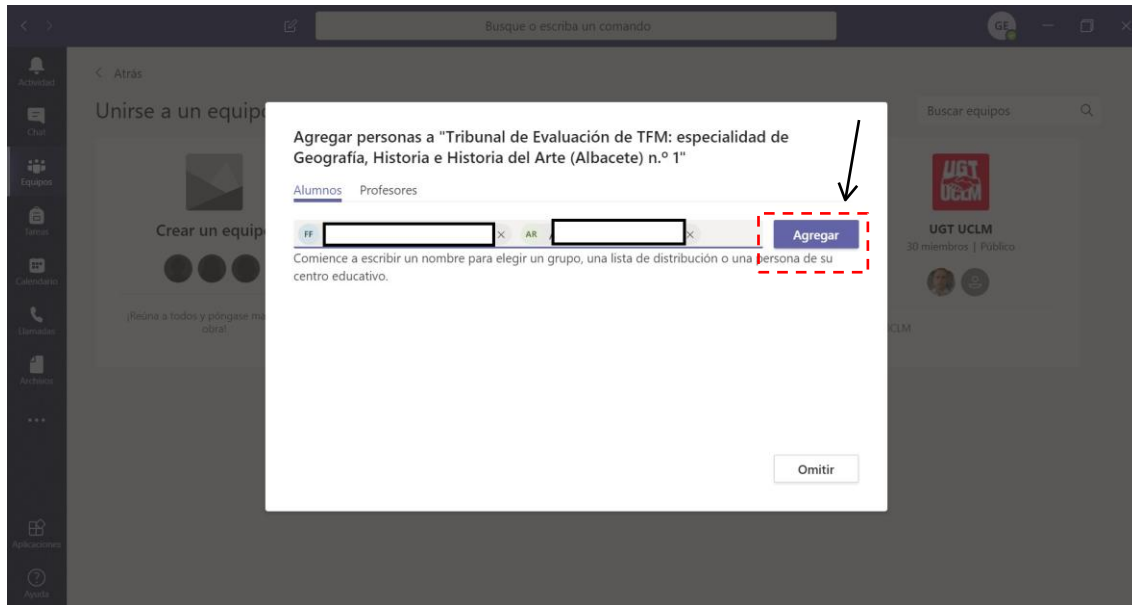 Busque o escriba un comando
GE
Actividad
Chat
Equipos
Tareas
Calendario
Llamadas
Archivos
Aplicaciones
Ayuda
Atrás
Unirse a un equipo
Buscar equipos
Crear un equip
¡Reúna a todos y póngase ma
obra!
UGT
UCLM
UGT UCLM
30 miembros | Público
UCLM
Agregar personas a "Tribunal de Evaluación de TFM: especialidad de
Geografía, Historia e Historia del Arte (Albacete) n.º 1"
Alumnos Profesores
FF AR Agregar
Comience a escribir un nombre para elegir un grupo, una lista de distribución o una persona de su
centro educativo.
Omitir